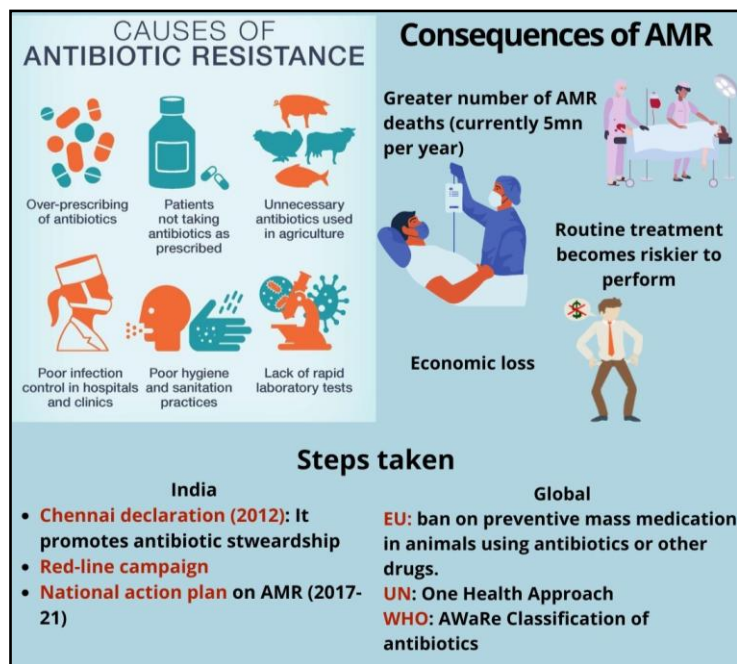 CAUSES OF
ANTIBIOTIC RESISTANCE
Over-prescribing
of antibiotics
Patients
not taking
antibiotics as
prescribed
Unnecessary
antibiotics used
in agriculture
Poor infection
control in hospitals
and clinics
Poor hygiene
and sanitation
practices
Lack of rapid
laboratory tests
Consequences of AMR
Greater number of AMR
deaths (currently 5mn
per year)
Routine treatment
becomes riskier to
perform
Economic loss
$
Steps taken
India
• Chennai declaration (2012): It
promotes antibiotic stweardship
• Red-line campaign
• National action plan on AMR (2017-
21)
Global
EU: ban on preventive mass medication
in animals using antibiotics or other
drugs.
UN: One Health Approach
WHO: AWaRe Classification of
antibiotics